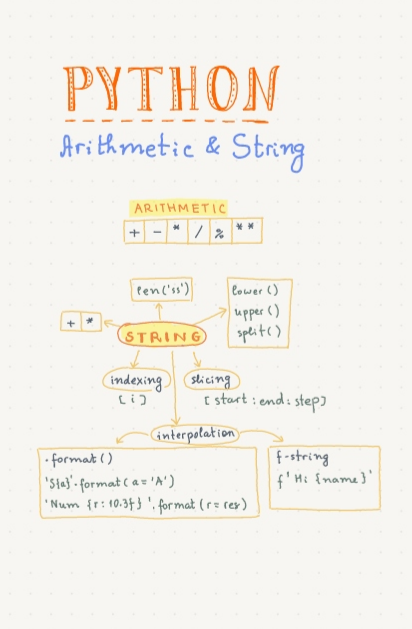 PYTHON
Arithmetic & String
ARITHMETIC
+ - * / % **
len('ss')
lower()
upper()
split()
+ *
STRING
indexing
[i]
slicing
[start:end:step]
interpolation
.format()
'S{a}'.format(a='A')
'Num {r:10.3f}'.format(r=res)
f-string
f'Hi {name}'